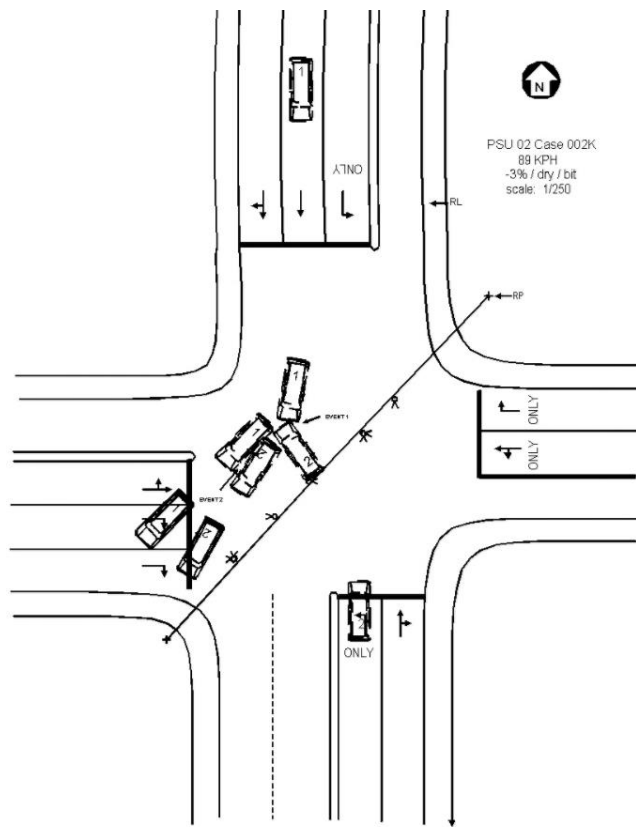 1
N
PSU 02 Case 002K
89 KPH
-3% / dry / bit
scale: 1/250
ONLY
RL
RP
1
EVENT 1
ONLY
1
2
2
ONLY
EVENT 2
1
2
2
ONLY